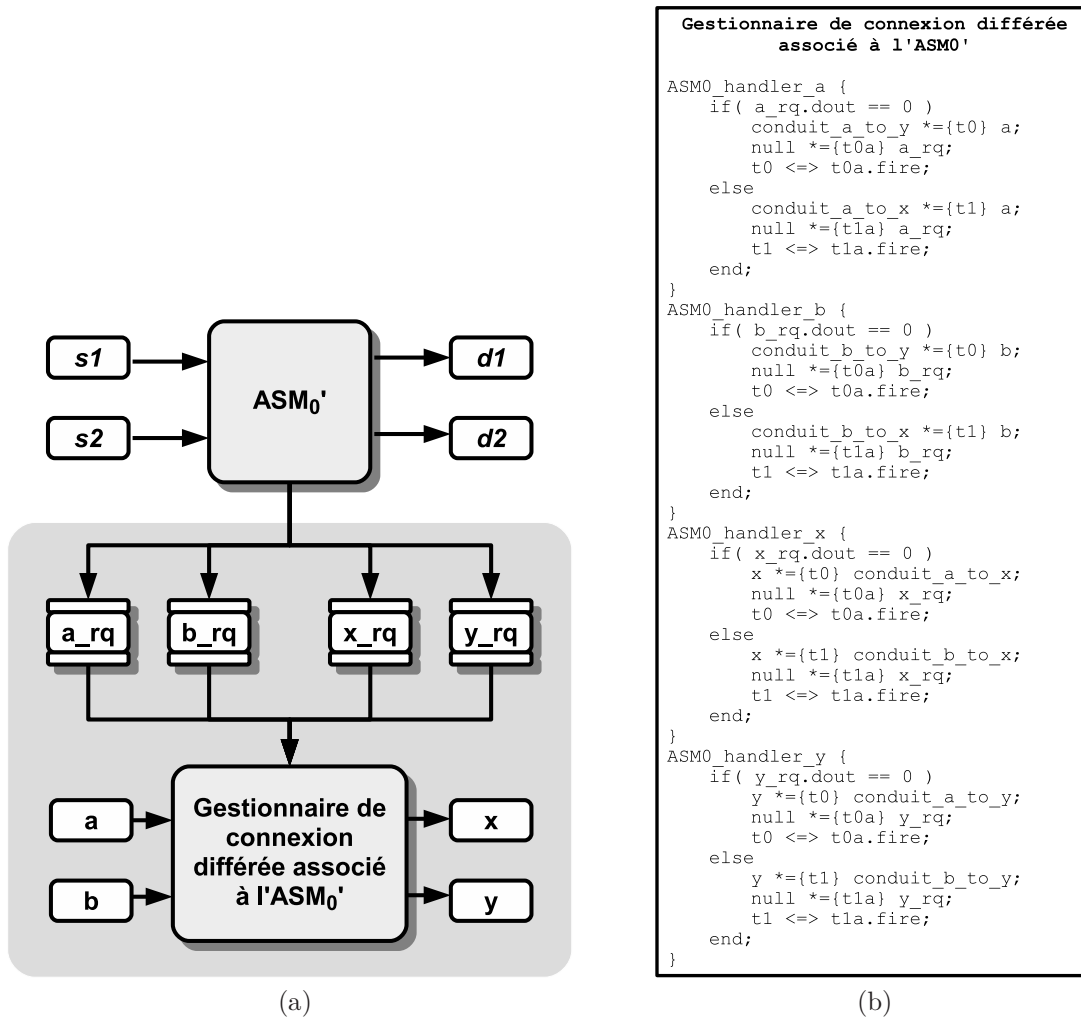 s1
d1
ASM0'
s2
d2
a_rq
b_rq
x_rq
y_rq
a
Gestionnaire de
connexion
différée associé
à l'ASM0'
x
b
y
(a)
Gestionnaire de connexion différée
associé à l'ASM0'
ASM0_handler_a {
    if( a_rq.dout == 0 )
        conduit_a_to_y *={t0} a;
        null *={t0a} a_rq;
        t0 <=> t0a.fire;
    else
        conduit_a_to_x *={t1} a;
        null *={t1a} a_rq;
        t1 <=> t1a.fire;
    end;
}
ASM0_handler_b {
    if( b_rq.dout == 0 )
        conduit_b_to_y *={t0} b;
        null *={t0a} b_rq;
        t0 <=> t0a.fire;
    else
        conduit_b_to_x *={t1} b;
        null *={t1a} b_rq;
        t1 <=> t1a.fire;
    end;
}
ASM0_handler_x {
    if( x_rq.dout == 0 )
        x *={t0} conduit_a_to_x;
        null *={t0a} x_rq;
        t0 <=> t0a.fire;
    else
        x *={t1} conduit_b_to_x;
        null *={t1a} x_rq;
        t1 <=> t1a.fire;
    end;
}
ASM0_handler_y {
    if( y_rq.dout == 0 )
        y *={t0} conduit_a_to_y;
        null *={t0a} y_rq;
        t0 <=> t0a.fire;
    else
        y *={t1} conduit_b_to_y;
        null *={t1a} y_rq;
        t1 <=> t1a.fire;
    end;
}
(b)